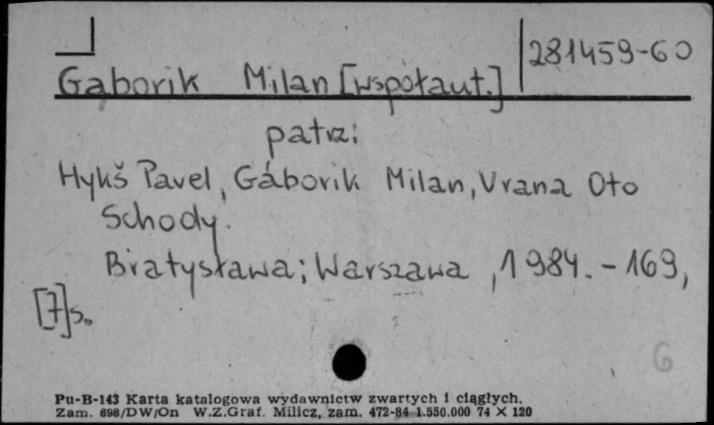 281459-60
Gaborik Milan [współaut.]
patrz:
Hykš Pavel, Gáborik Milan, Vrana Oto
Schody.
Bratysława; Warszawa, 1984. - 169,
[7]s.
G
Pu-B-143 Karta katalogowa wydawnictw zwartych i ciągłych.
Zam. 698/DW/On W.Z.Graf. Milicz, zam. 472-84 1.550.000 74 X 120